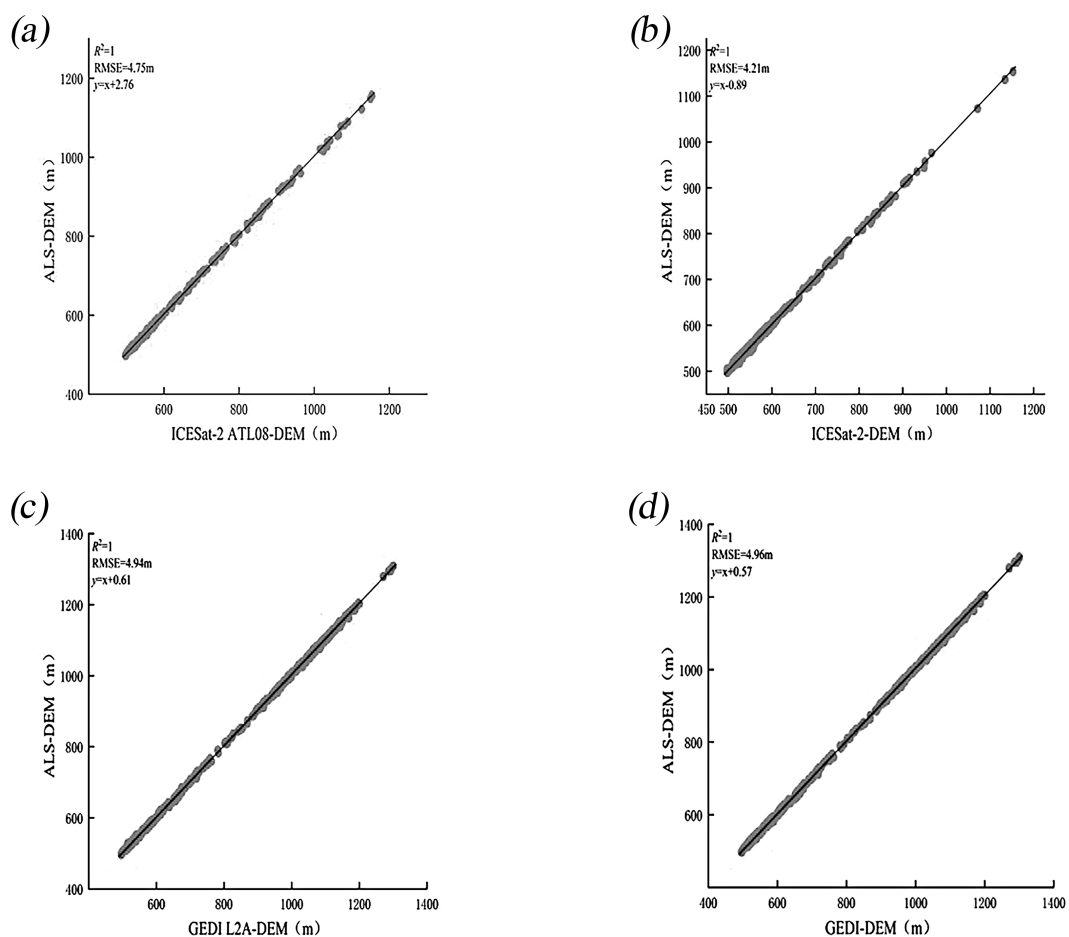 (a)
R²=1
RMSE=4.75m
y=x+2.76
1200
1000
800
600
400
600 800 1000 1200
ALS-DEM (m)
ICESat-2 ATL08-DEM (m)
(b)
R²=1
RMSE=4.21m
y=x-0.89
1200
1100
1000
900
800
700
600
500
450 500 600 700 800 900 1000 1100 1200
ALS-DEM (m)
ICESat-2-DEM (m)
(c)
R²=1
RMSE=4.94m
y=x+0.61
1400
1200
1000
800
600
400
600 800 1000 1200 1400
ALS-DEM (m)
GEDI L2A-DEM (m)
(d)
R²=1
RMSE=4.96m
y=x+0.57
1400
1200
1000
800
600
400 600 800 1000 1200 1400
ALS-DEM (m)
GEDI-DEM (m)